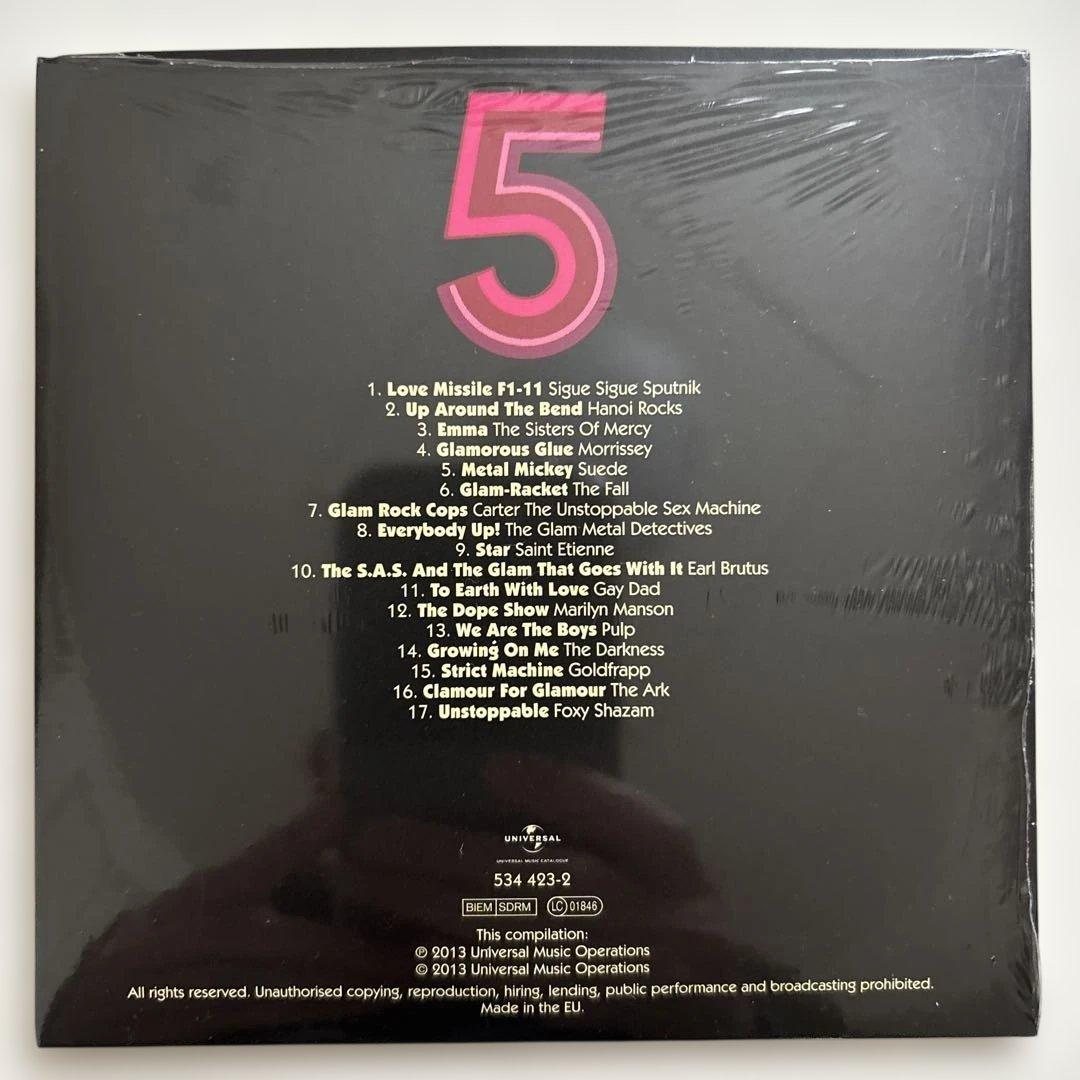 5
1. Love Missile F1-11 Sigue Sigue Sputnik
2. Up Around The Bend Hanoi Rocks
3. Emma The Sisters Of Mercy
4. Glamorous Glue Morrissey
5. Metal Mickey Suede
6. Glam-Racket The Fall
7. Glam Rock Cops Carter The Unstoppable Sex Machine
8. Everybody Up! The Glam Metal Detectives
9. Star Saint Etienne
10. The S.A.S. And The Glam That Goes With It Earl Brutus
11. To Earth With Love Gay Dad
12. The Dope Show Marilyn Manson
13. We Are The Boys Pulp
14. Growing On Me The Darkness
15. Strict Machine Goldfrapp
16. Clamour For Glamour The Ark
17. Unstoppable Foxy Shazam
UNIVERSAL
UNIVERSAL MUSIC CATALOGUE
534 423-2
BIEM SDRM LC 01846
This compilation:
℗ 2013 Universal Music Operations
© 2013 Universal Music Operations
All rights reserved. Unauthorised copying, reproduction, hiring, lending, public performance and broadcasting prohibited.
Made in the EU.